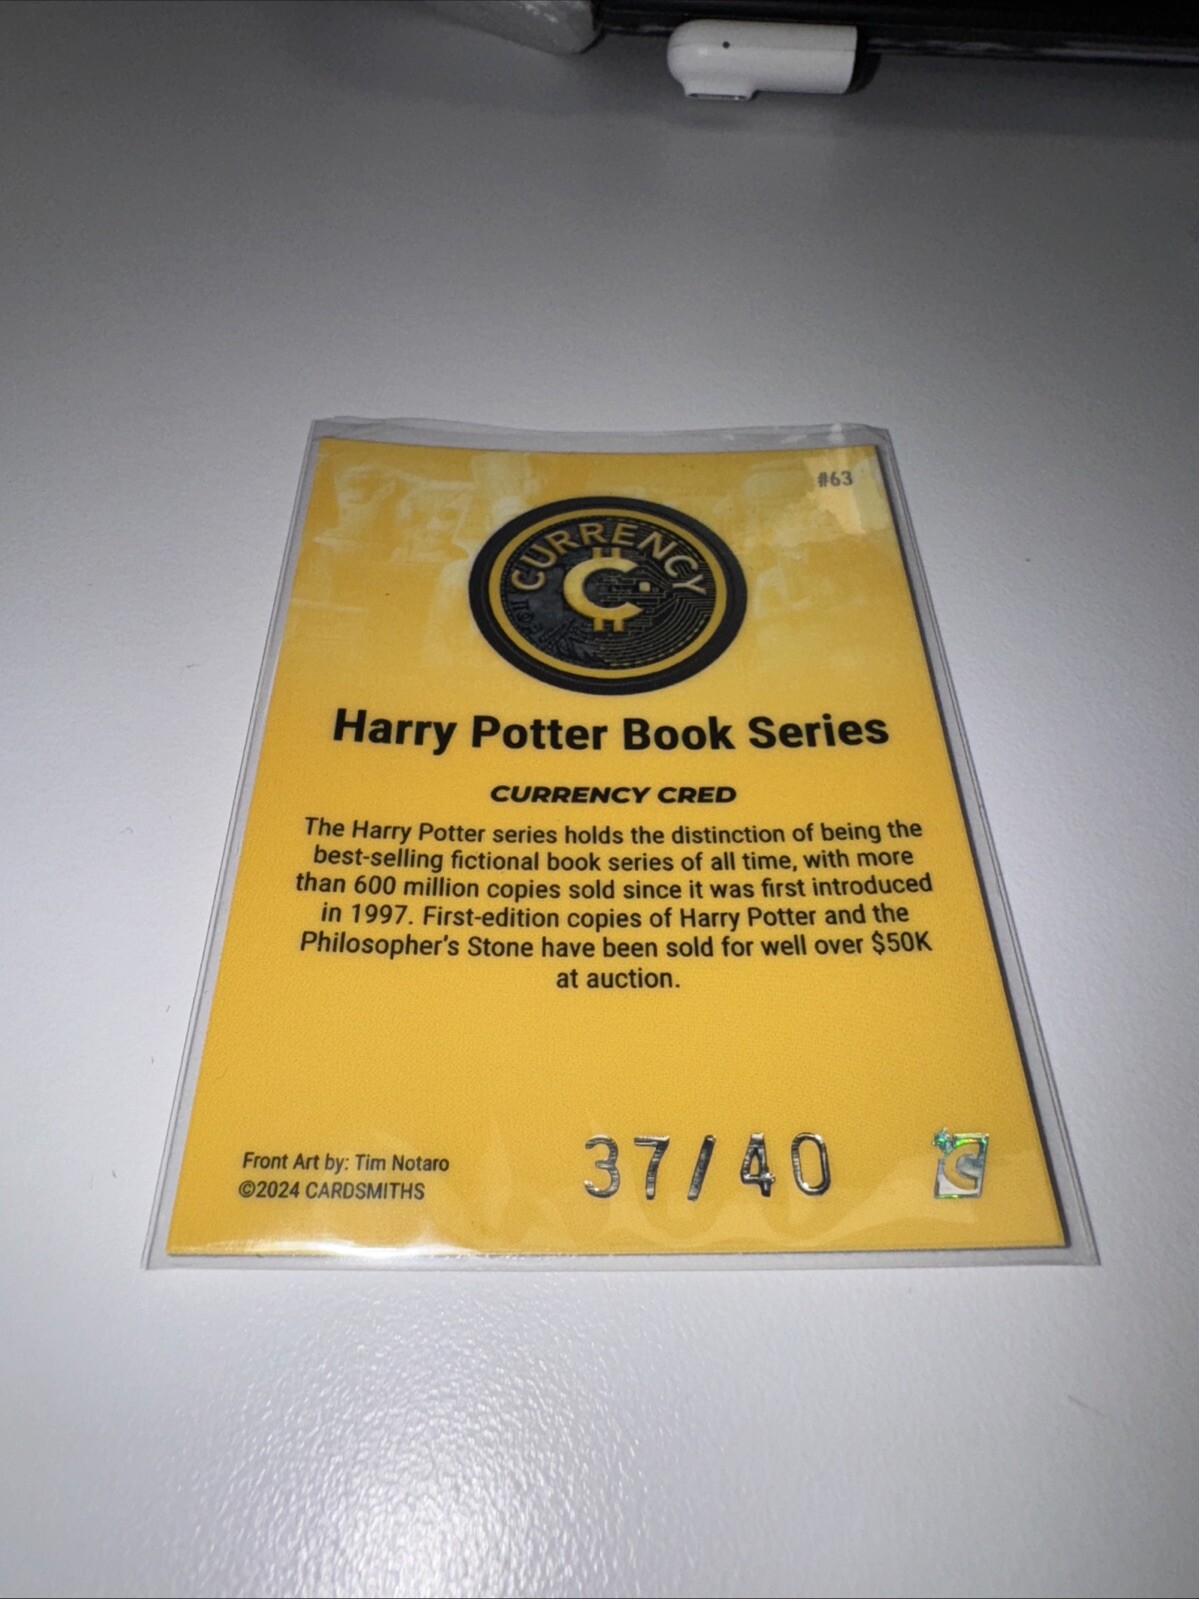 #63
CURRENCY
Harry Potter Book Series
CURRENCY CRED
The Harry Potter series holds the distinction of being the
best-selling fictional book series of all time, with more
than 600 million copies sold since it was first introduced
in 1997. First-edition copies of Harry Potter and the
Philosopher's Stone have been sold for well over $50K
at auction.
Front Art by: Tim Notaro
©2024 CARDSMITHS
37/40